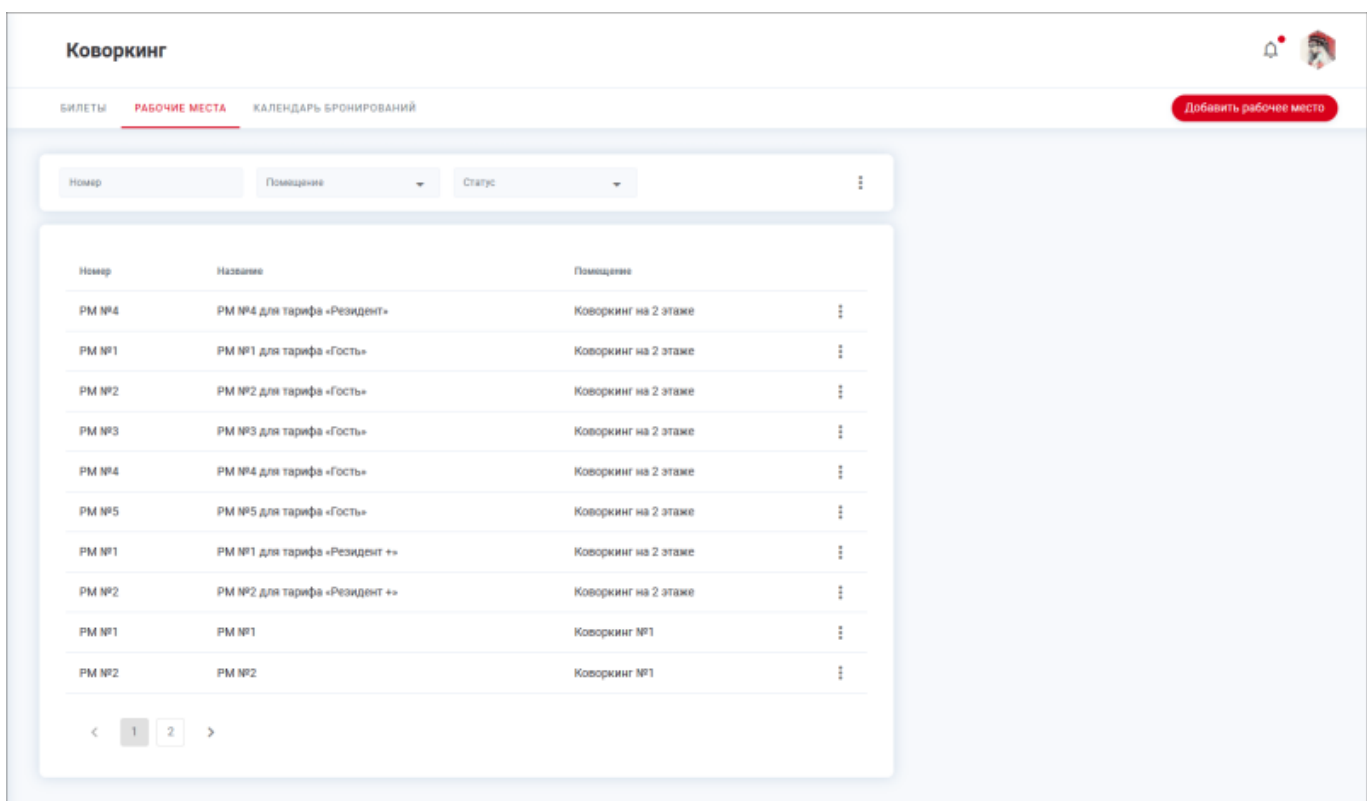 Коворкинг
БИЛЕТЫ РАБОЧИЕ МЕСТА КАЛЕНДАРЬ БРОНИРОВАНИЙ Добавить рабочее место
Номер Помещение Статус
Номер Название Помещение
РМ №4 РМ №4 для тарифа «Резидент» Коворкинг на 2 этаже
РМ №1 РМ №1 для тарифа «Гость» Коворкинг на 2 этаже
РМ №2 РМ №2 для тарифа «Гость» Коворкинг на 2 этаже
РМ №3 РМ №3 для тарифа «Гость» Коворкинг на 2 этаже
РМ №4 РМ №4 для тарифа «Гость» Коворкинг на 2 этаже
РМ №5 РМ №5 для тарифа «Гость» Коворкинг на 2 этаже
РМ №1 РМ №1 для тарифа «Резидент +» Коворкинг на 2 этаже
РМ №2 РМ №2 для тарифа «Резидент +» Коворкинг на 2 этаже
РМ №1 РМ №1 Коворкинг №1
РМ №2 РМ №2 Коворкинг №1
< 1 2 >